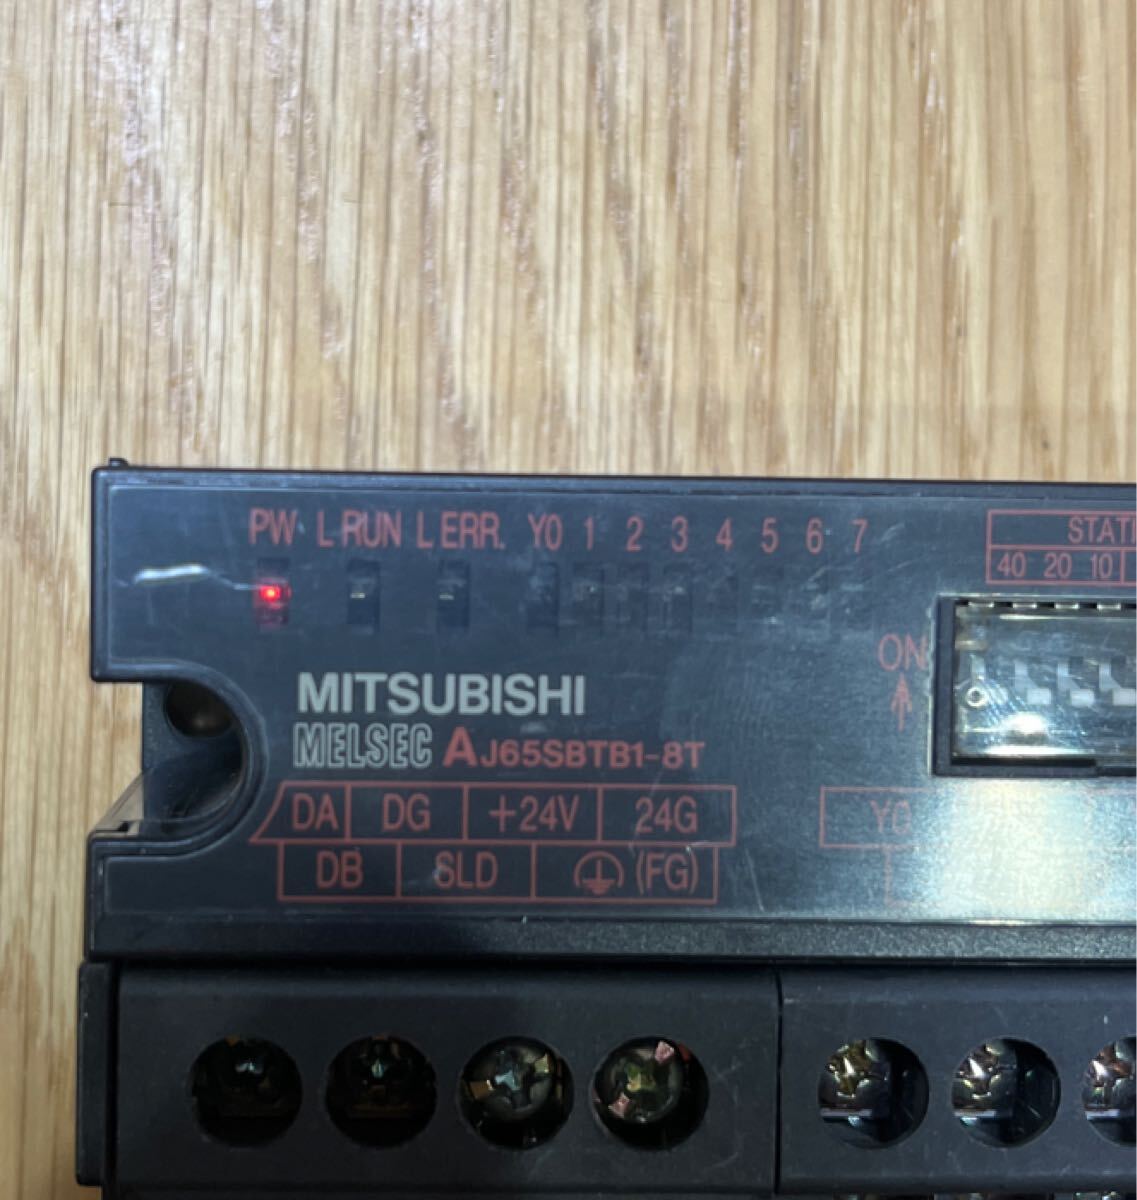 PW L RUN L ERR. Y0 1 2 3 4 5 6 7
40 20 10
ON
MITSUBISHI
MELSEC AJ65SBTB1-8T
DA DG +24V 24G
DB SLD (FG)